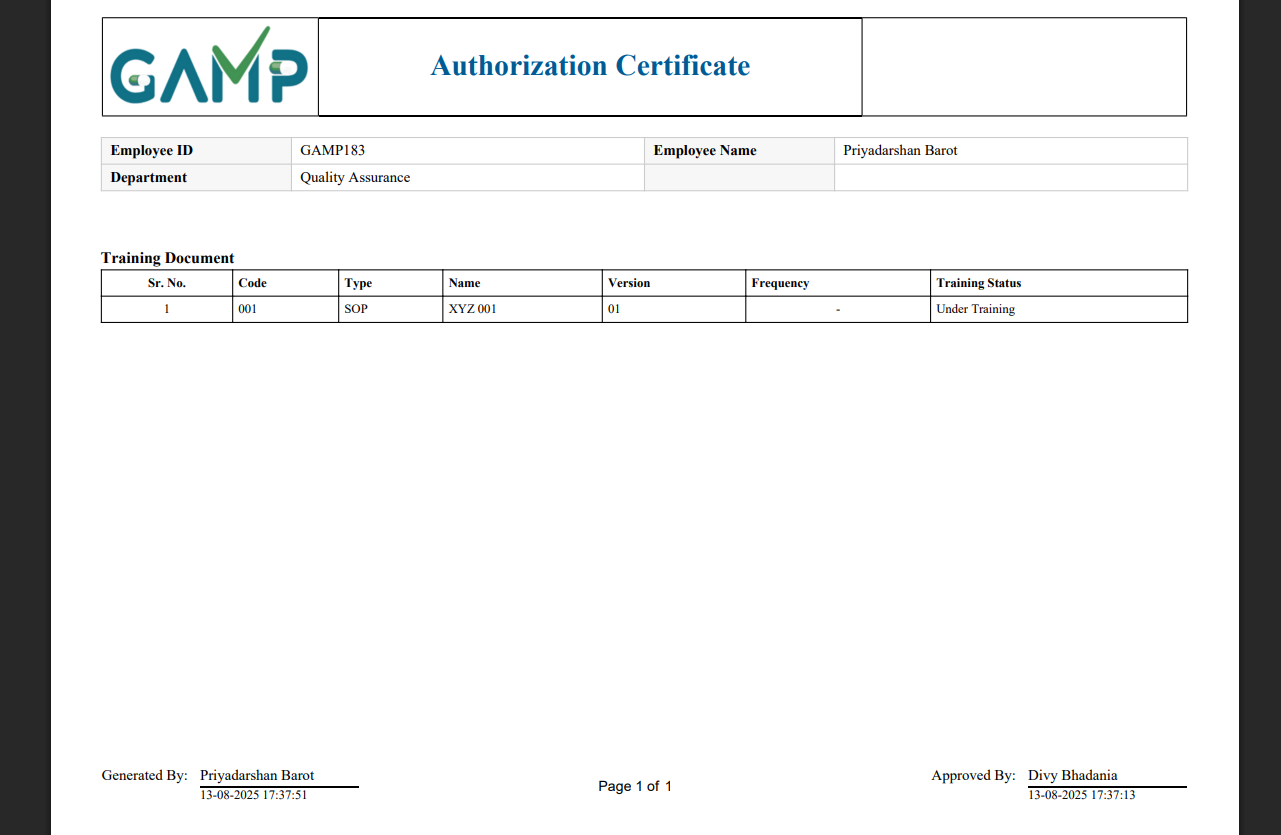 GAMP
Authorization Certificate
Employee ID GAMP183 Employee Name Priyadarshan Barot
Department Quality Assurance
Training Document
Sr. No. Code Type Name Version Frequency Training Status
1 001 SOP XYZ 001 01 - Under Training
Generated By: Priyadarshan Barot
13-08-2025 17:37:51
Page 1 of 1
Approved By: Divy Bhadania
13-08-2025 17:37:13